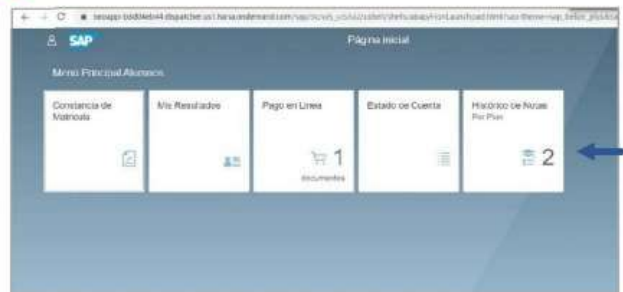 SAP
Página Inicial
Menú Principal Alumnos
Constancia de
Matrícula
Mis Resultados
Pago en Línea
1
documentos
Estado de Cuenta
Histórico de Notas
Por Plan
2